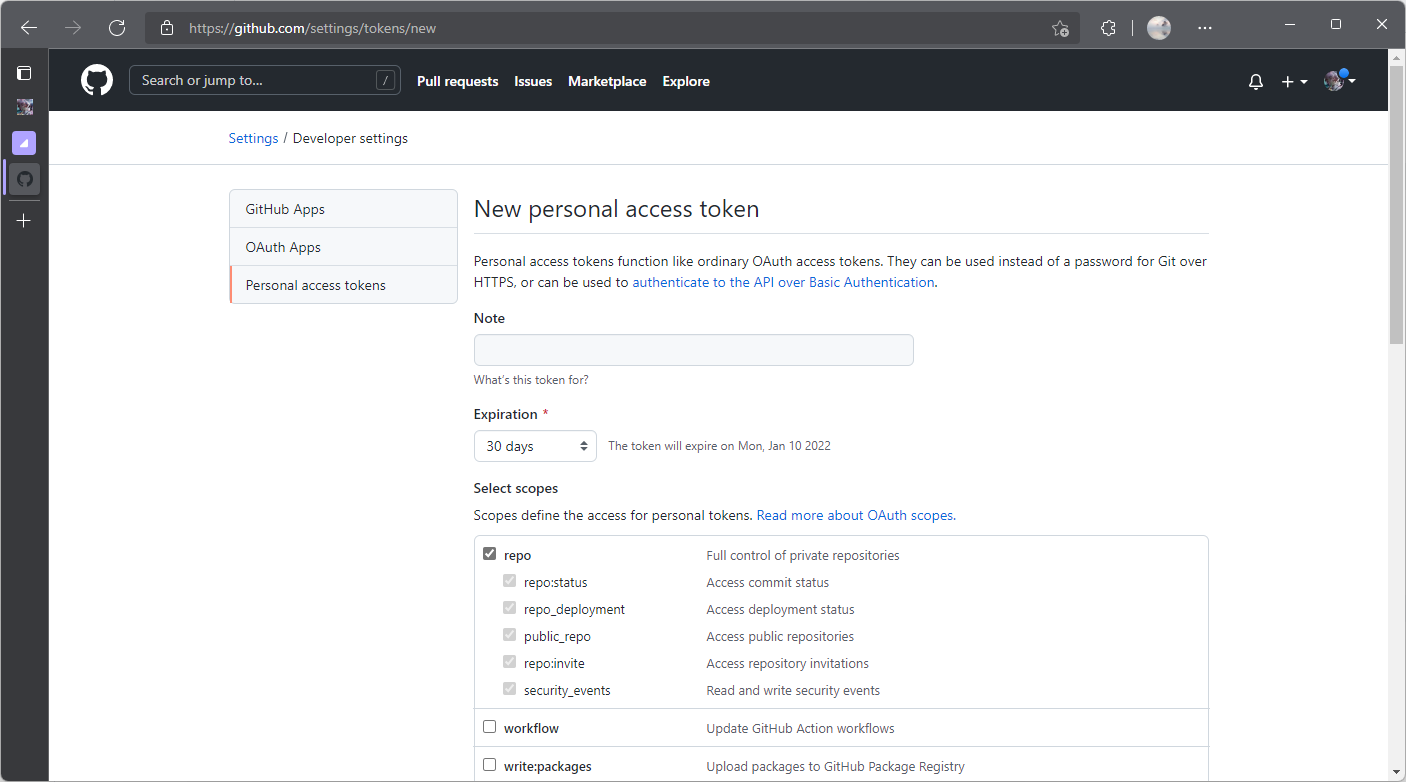 https://github.com/settings/tokens/new
Search or jump to...
/
Pull requests
Issues
Marketplace
Explore
Settings / Developer settings
GitHub Apps
OAuth Apps
Personal access tokens
New personal access token
Personal access tokens function like ordinary OAuth access tokens. They can be used instead of a password for Git over
HTTPS, or can be used to authenticate to the API over Basic Authentication.
Note
What's this token for?
Expiration *
30 days
The token will expire on Mon, Jan 10 2022
Select scopes
Scopes define the access for personal tokens. Read more about OAuth scopes.
repo Full control of private repositories
repo:status Access commit status
repo_deployment Access deployment status
public_repo Access public repositories
repo:invite Access repository invitations
security_events Read and write security events
workflow Update GitHub Action workflows
write:packages Upload packages to GitHub Package Registry